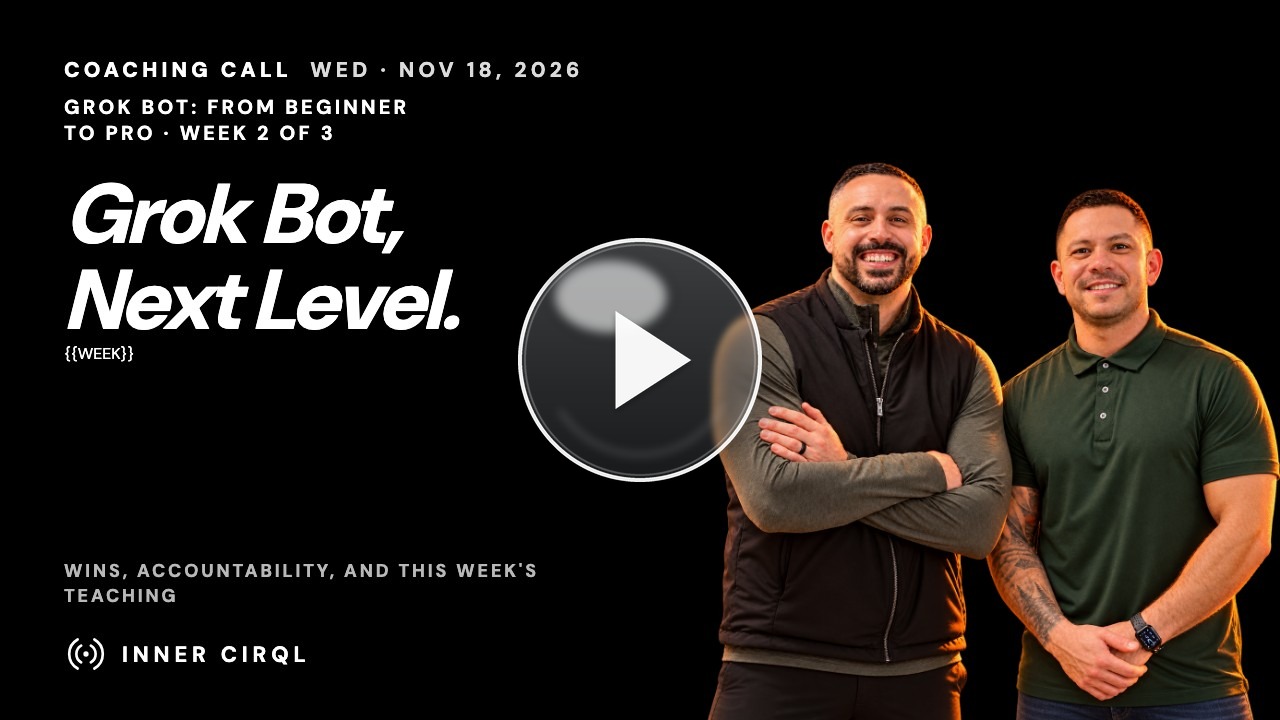 COACHING CALL WED · NOV 18, 2026
GROK BOT: FROM BEGINNER
TO PRO · WEEK 2 OF 3
Grok Bot,
Next Level.
{{WEEK}}
WINS, ACCOUNTABILITY, AND THIS WEEK'S
TEACHING
INNER CIRQL